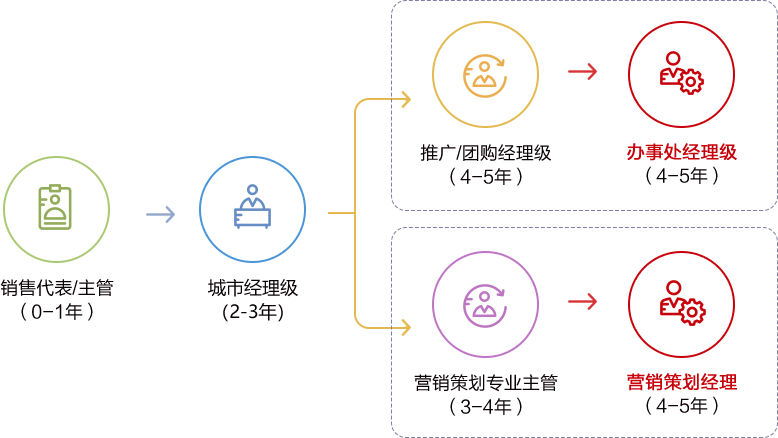 销售代表/主管
（0–1年）
城市经理级
(2-3年)
推广/团购经理级
（4–5年）
办事处经理级
（4–5年）
营销策划专业主管
（3–4年）
营销策划经理
（4–5年）